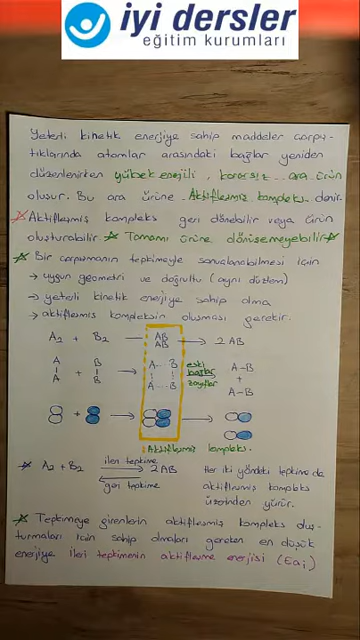 iyi dersler
eğitim kurumları
Yeterli kinetik enerjiye sahip maddeler çarpış-
tıklarında atomlar arasındaki bağlar yeniden
düzenlenirken yüksek enerjili, kararsız ara ürün
oluşur. Bu ara ürüne Aktifleşmiş kompleks denir.
Aktifleşmiş kompleks geri dönebilir veya ürün
oluşturabilir. Tamamı ürüne dönüşemeyebilir.
Bir çarpışmanın tepkimeyle sonuçlanabilmesi için
→ uygun geometri ve doğrultu (aynı düzlem)
→ yeterli kinetik enerjiye sahip olma
→ aktifleşmiş kompleksin oluşması gerekir.
A2 + B2 → AB AB → 2 AB
A A + B B → A...B A...B eski bağlar zayıflar → A-B + A-B
+ → →
Aktifleşmiş kompleks.
A2 + B2 ileri tepkime 2AB geri tepkime
Her iki yöndeki tepkime de
aktifleşmiş kompleks
üzerinden yürür.
Tepkimeye girenlerin aktifleşmiş kompleks oluş-
turmaları için sahip olmaları gereken en düşük
enerjiye ileri tepkimenin aktifleşme enerjisi (Eai)